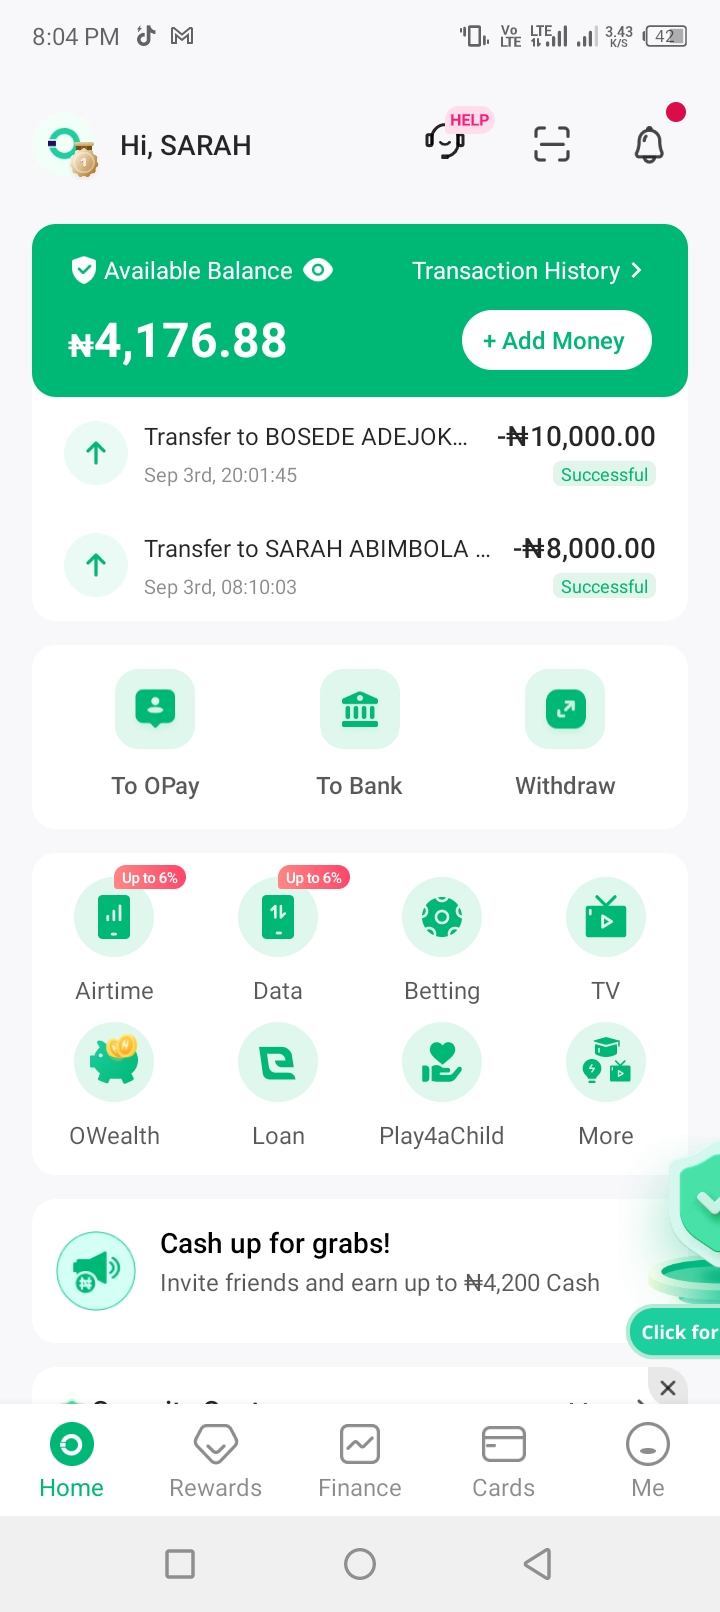 8:04 PM
Vo LTE LTE 3.43 K/S 42
HELP
Hi, SARAH
Available Balance Transaction History >
₦4,176.88 + Add Money
Transfer to BOSEDE ADEJOK... -₦10,000.00
Sep 3rd, 20:01:45 Successful
Transfer to SARAH ABIMBOLA ... -₦8,000.00
Sep 3rd, 08:10:03 Successful
To OPay To Bank Withdraw
Up to 6% Up to 6%
Airtime Data Betting TV
OWealth Loan Play4aChild More
Cash up for grabs!
Invite friends and earn up to ₦4,200 Cash
Click for
Home Rewards Finance Cards Me